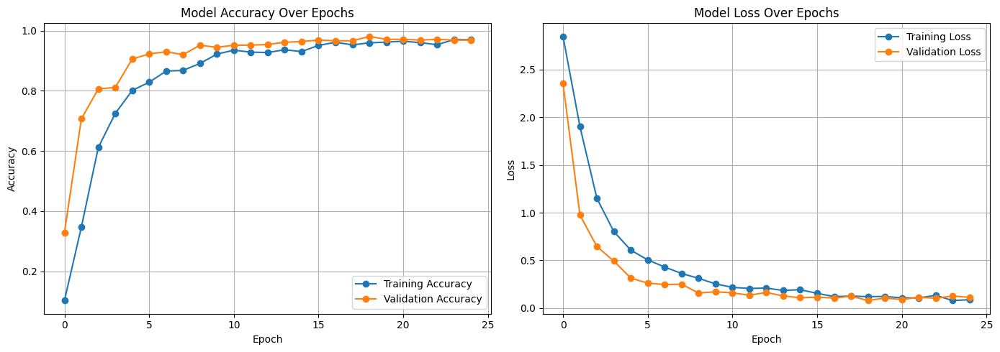 Model Accuracy Over Epochs
Accuracy
1.0
0.8
0.6
0.4
0.2
Training Accuracy
Validation Accuracy
0 5 10 15 20 25
Epoch
Model Loss Over Epochs
Loss
2.5
2.0
1.5
1.0
0.5
0.0
Training Loss
Validation Loss
0 5 10 15 20 25
Epoch